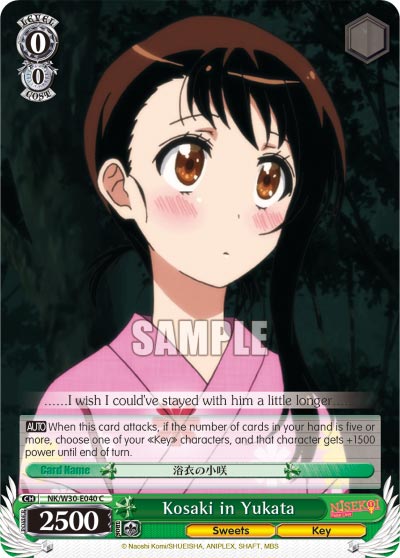 LEVEL
0
0
COST
SAMPLE
……I wish I could've stayed with him a little longer……
AUTO When this card attacks, if the number of cards in your hand is five or
more, choose one of your «Key» characters, and that character gets +1500
power until end of turn.
Card Name 浴衣の小咲
CH NK/W30-E040 C
Kosaki in Yukata
NISEKOI
POWER 2500 SOUL
Sweets Key
© Naoshi Komi/SHUEISHA, ANIPLEX, SHAFT, MBS